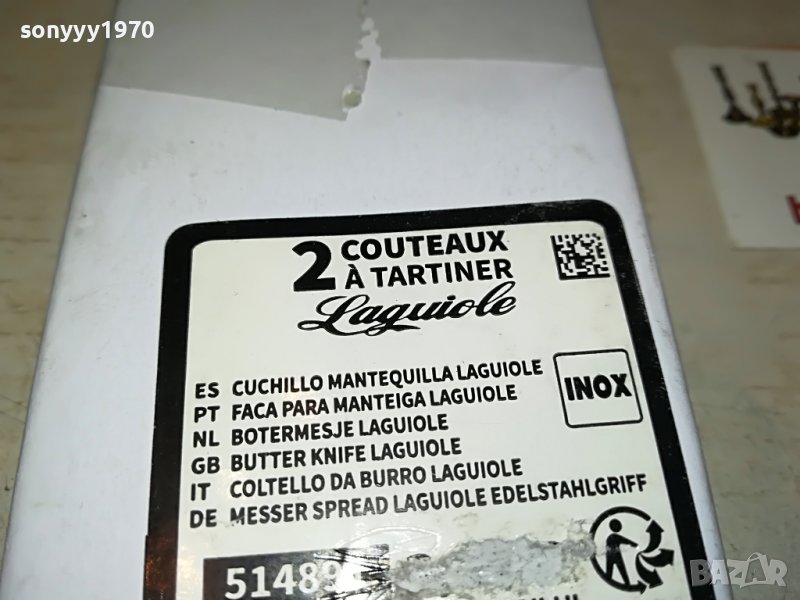 sonyyy1970
2 COUTEAUX
À TARTINER
Laguiole
INOX
ES CUCHILLO MANTEQUILLA LAGUIOLE
PT FACA PARA MANTEIGA LAGUIOLE
NL BOTERMESJE LAGUIOLE
GB BUTTER KNIFE LAGUIOLE
IT COLTELLO DA BURRO LAGUIOLE
DE MESSER SPREAD LAGUIOLE EDELSTAHLGRIFF
BAZAR